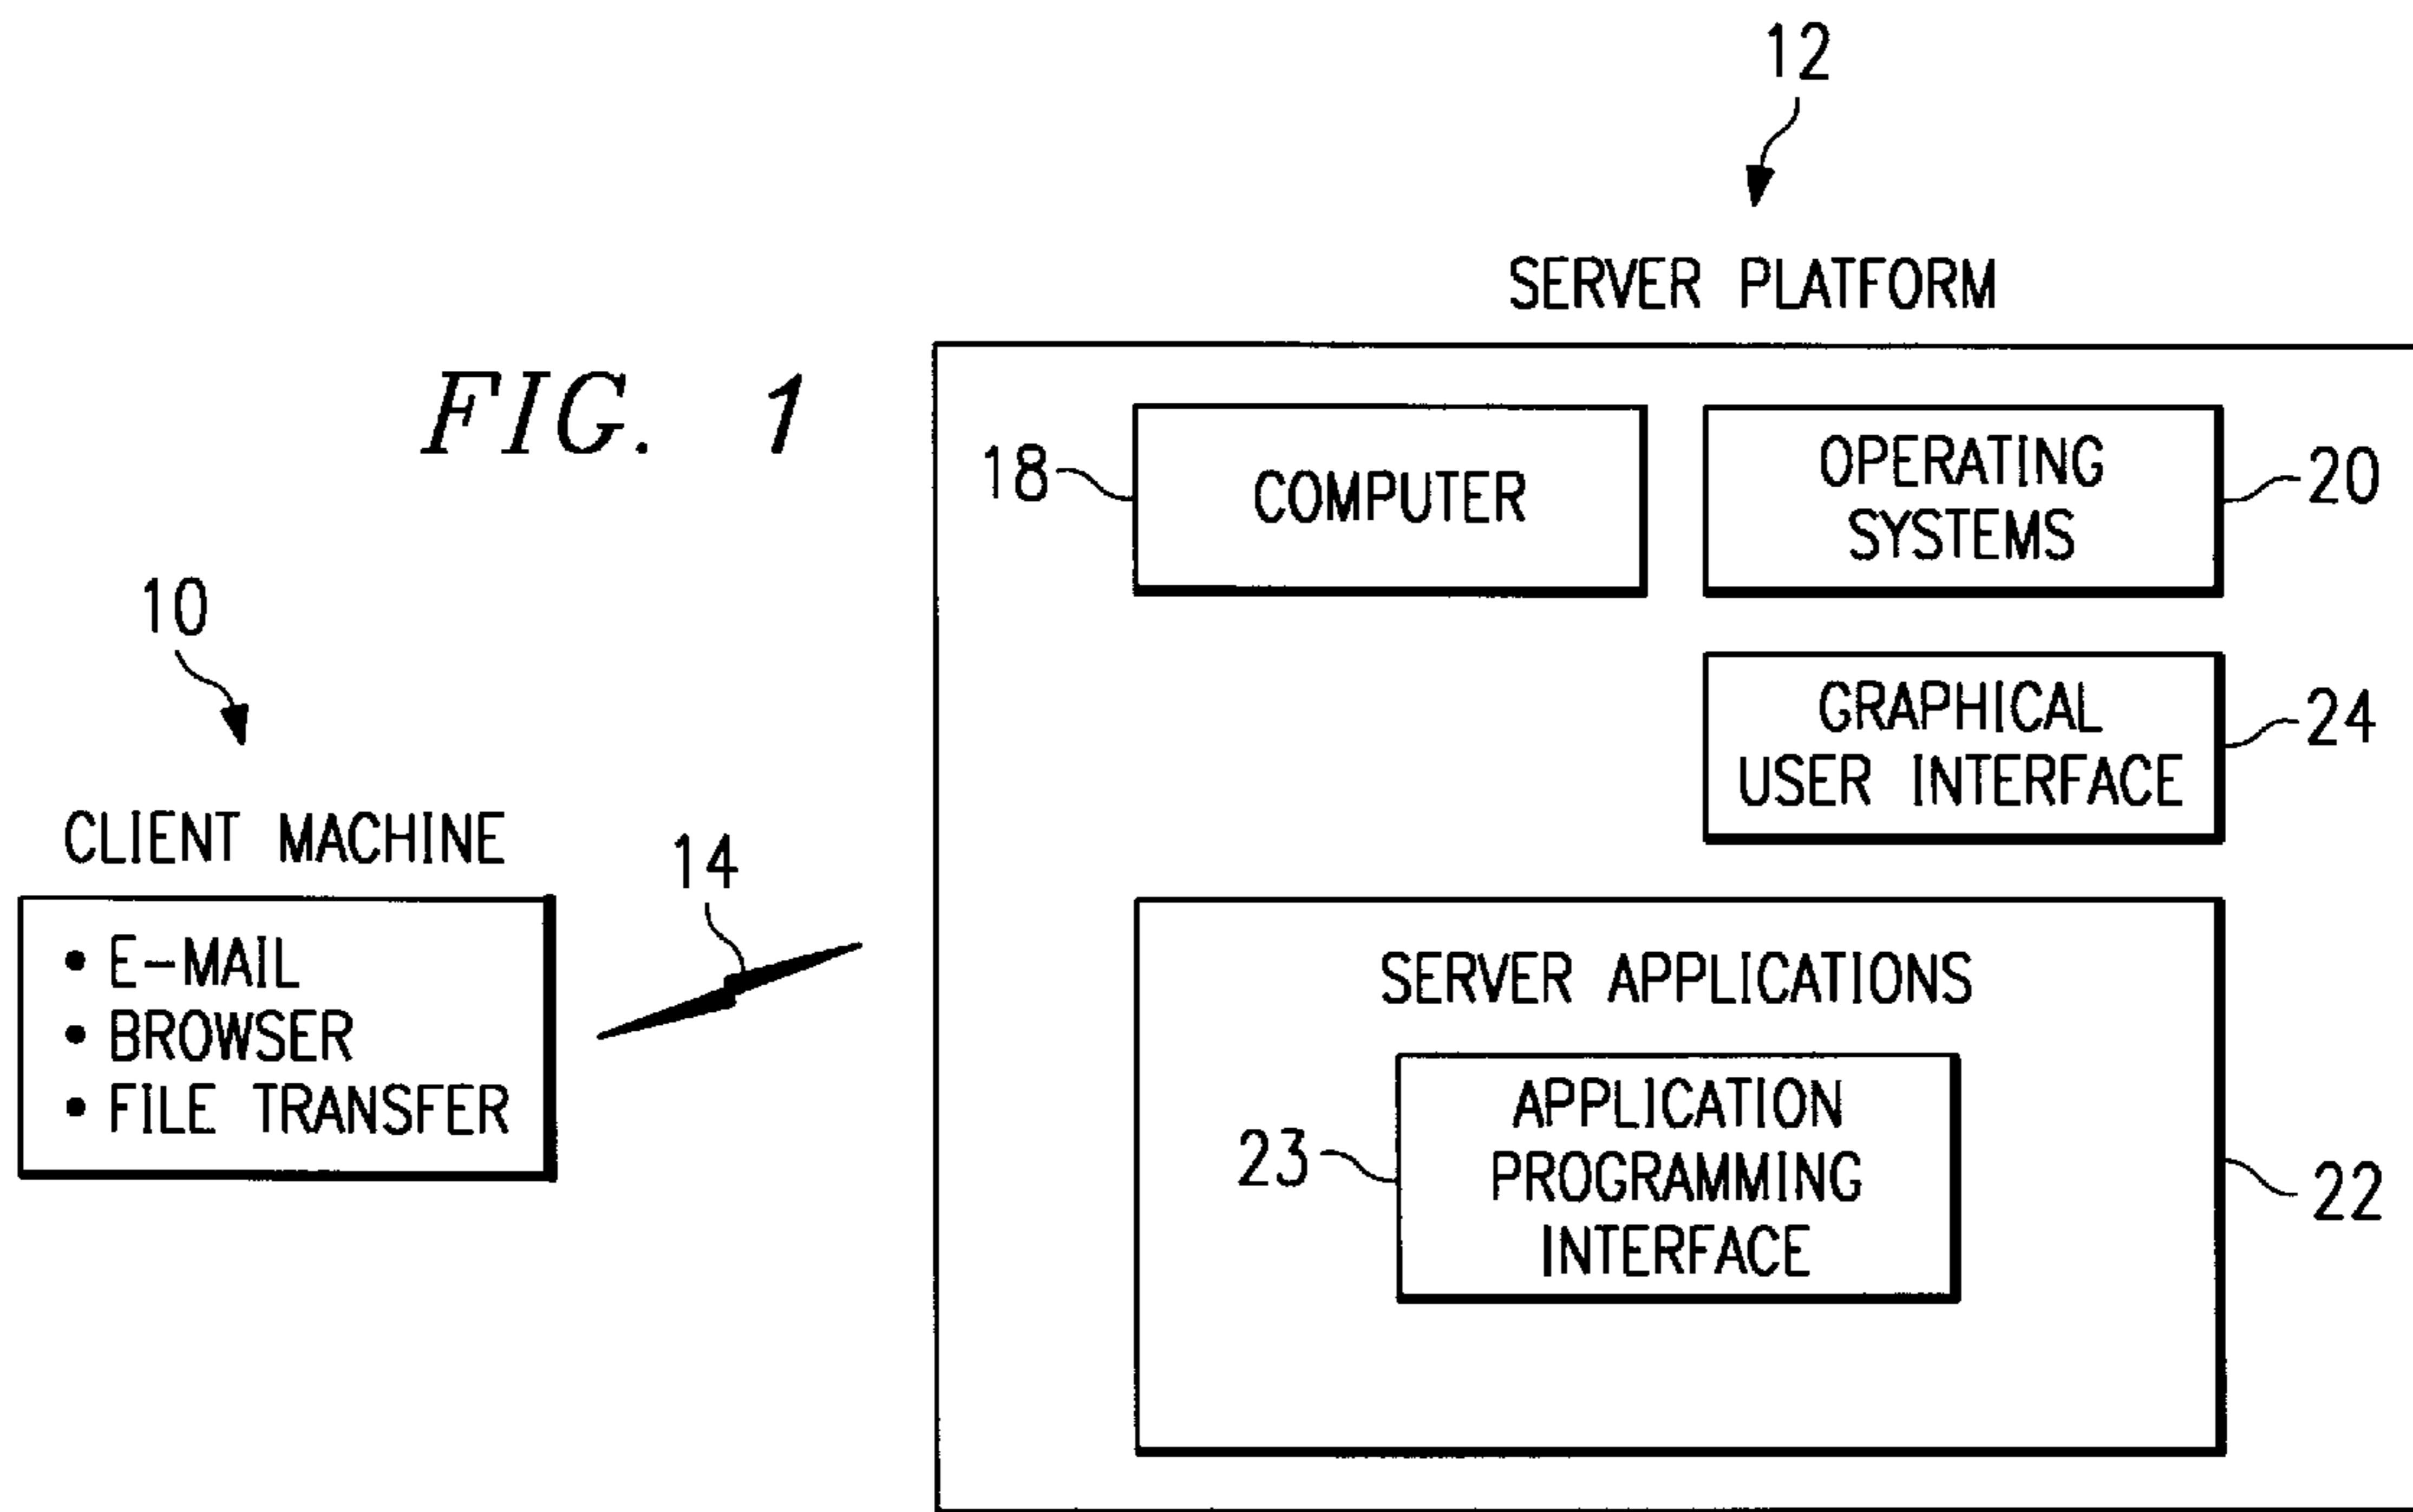 12
SERVER PLATFORM
FIG. 1
18
COMPUTER
OPERATING
SYSTEMS
20
10
GRAPHICAL
USER INTERFACE
24
CLIENT MACHINE
14
• E-MAIL
• BROWSER
• FILE TRANSFER
SERVER APPLICATIONS
23
APPLICATION
PROGRAMMING
INTERFACE
22